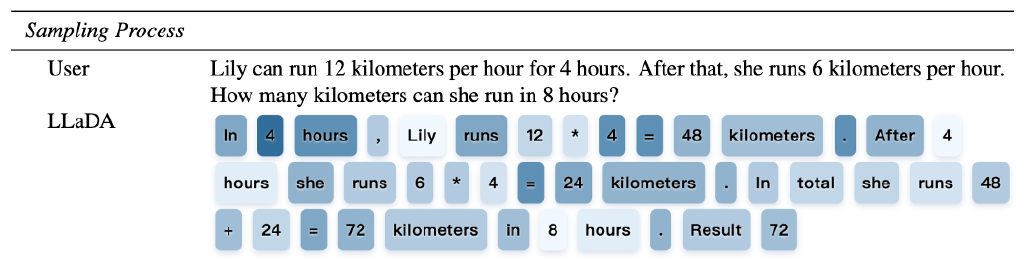 Sampling Process
User Lily can run 12 kilometers per hour for 4 hours. After that, she runs 6 kilometers per hour.
How many kilometers can she run in 8 hours?
LLaDA In 4 hours , Lily runs 12 * 4 = 48 kilometers . After 4
hours she runs 6 * 4 = 24 kilometers . In total she runs 48
+ 24 = 72 kilometers in 8 hours . Result 72